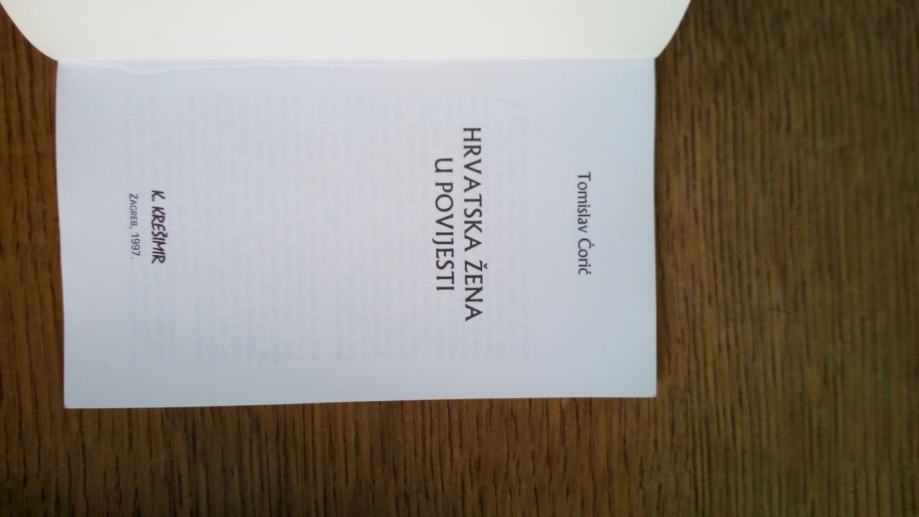 Tomislav Ćorić
HRVATSKA ŽENA
U POVIJESTI
K. KREŠIMIR
ZAGREB, 1997.